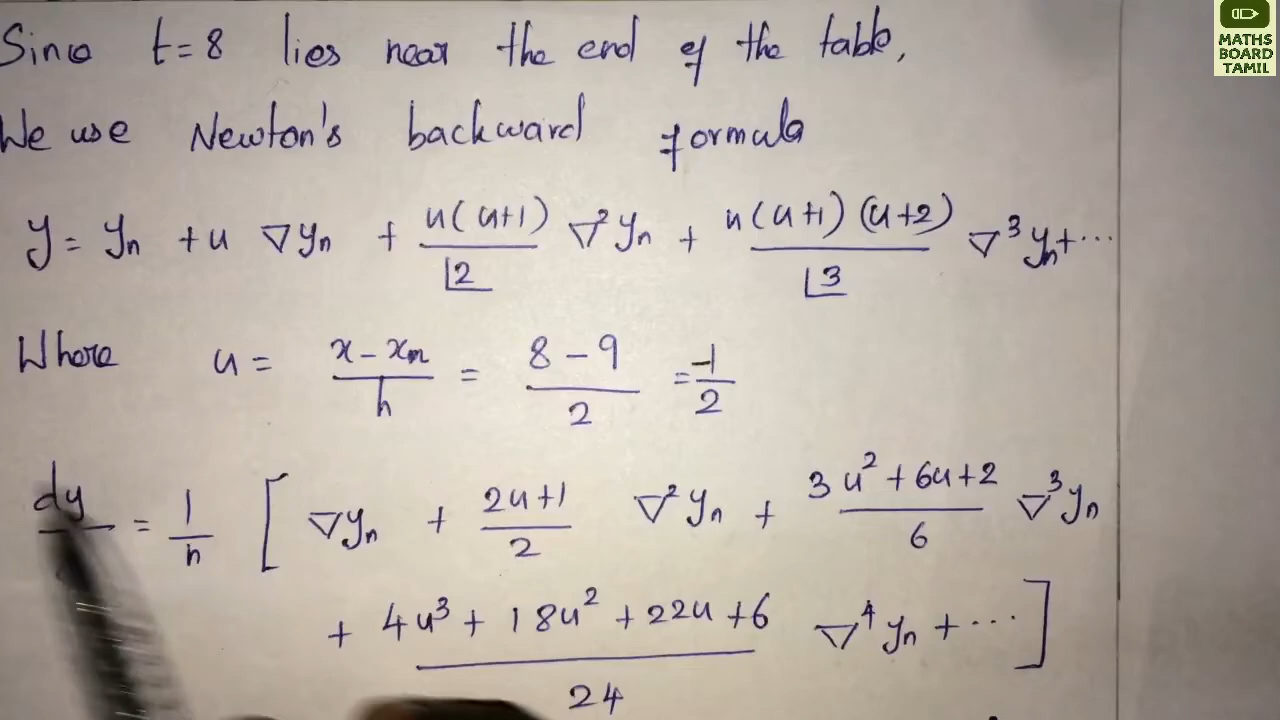 Since t=8 lies near the end of the table,
We use Newton's backward formula
y = yₙ + u ∇yₙ + u(u+1)/⌊2 ∇²yₙ + u(u+1)(u+2)/⌊3 ∇³yₙ+...
Where u = x-xₙ/h = 8-9/2 = -1/2
dy = 1/h [ ∇yₙ + 2u+1/2 ∇²yₙ + 3u²+6u+2/6 ∇³yₙ
+ 4u³+18u²+22u+6/24 ∇⁴yₙ + ... ]
MATHS
BOARD
TAMIL